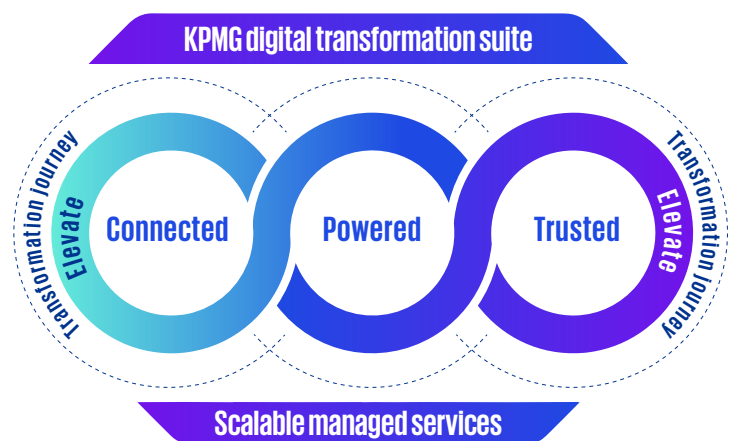 KPMG digital transformation suite
Transformation journey
Elevate
Connected
Powered
Trusted
Elevate
Transformation journey
Scalable managed services